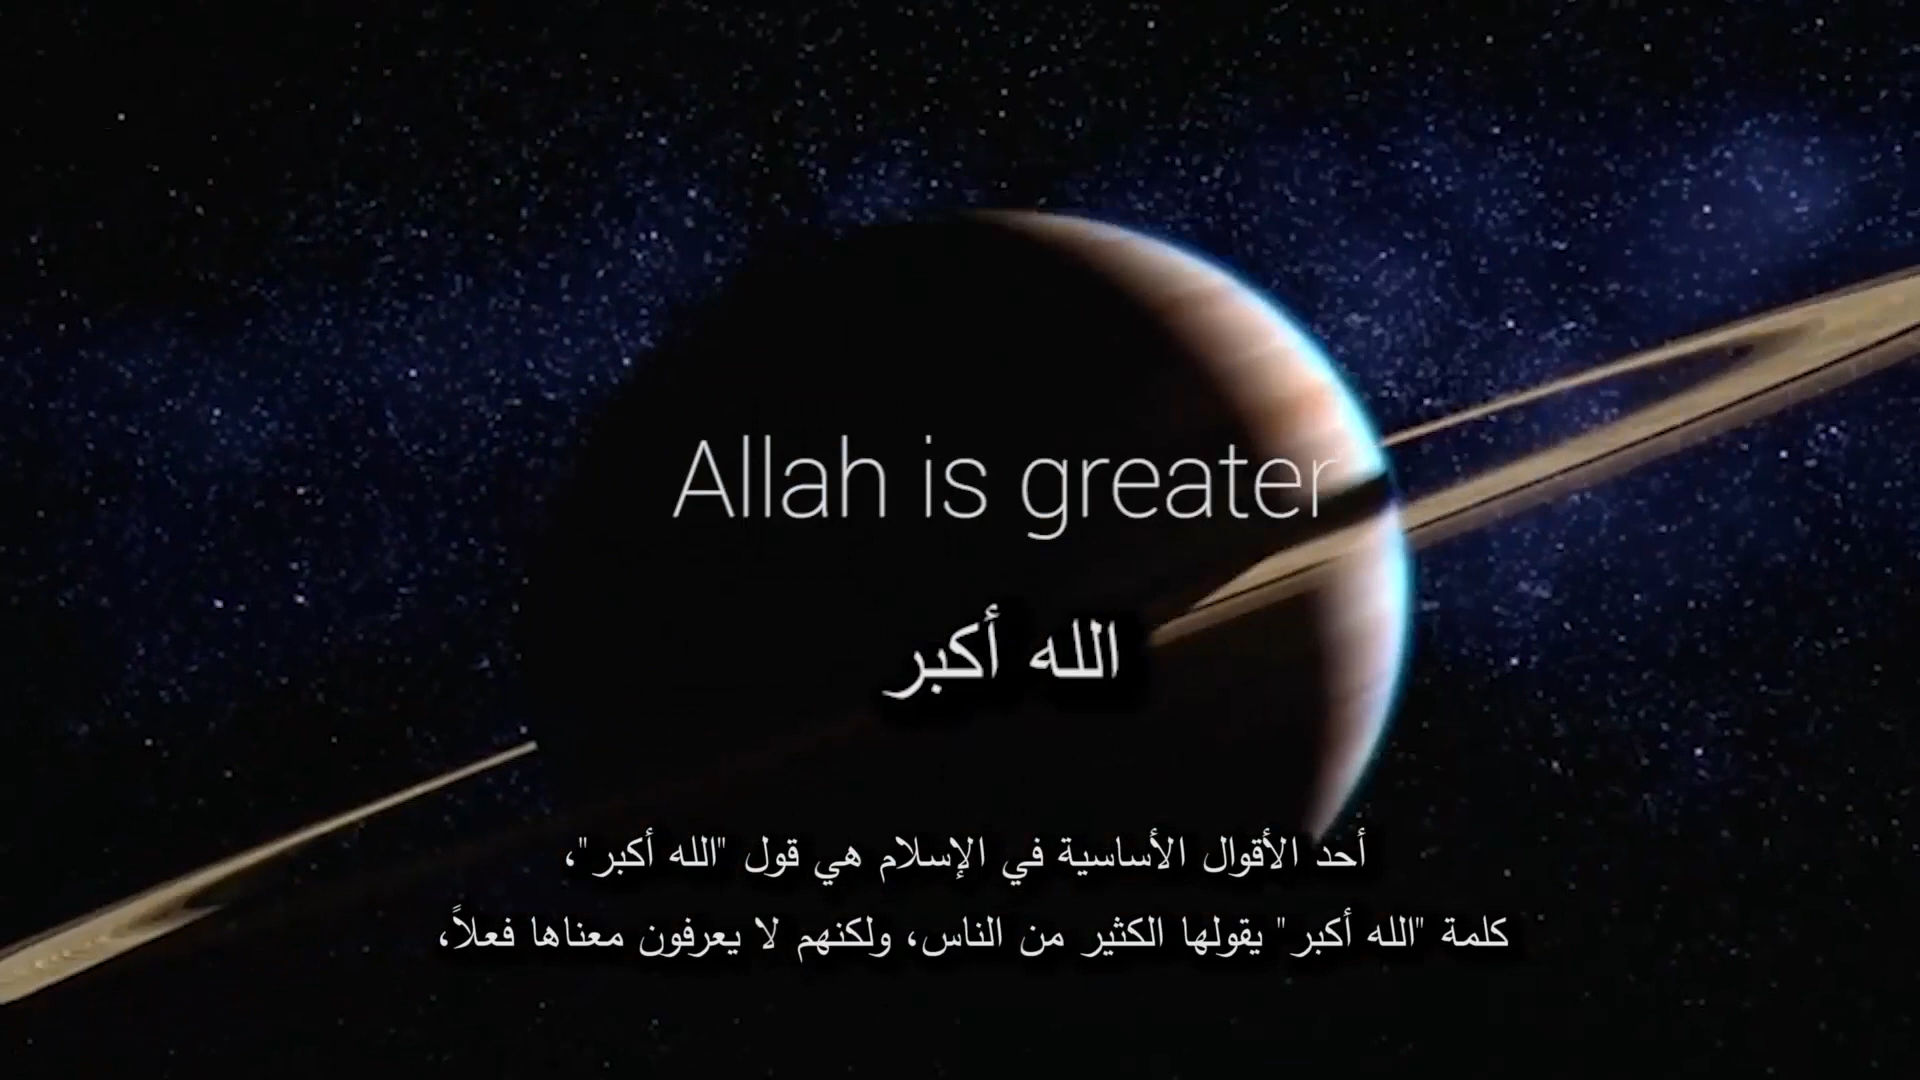 Allah is greater
الله أكبر
أحد الأقوال الأساسية في الإسلام هي قول "الله أكبر"،
كلمة "الله أكبر" يقولها الكثير من الناس، ولكنهم لا يعرفون معناها فعلاً،